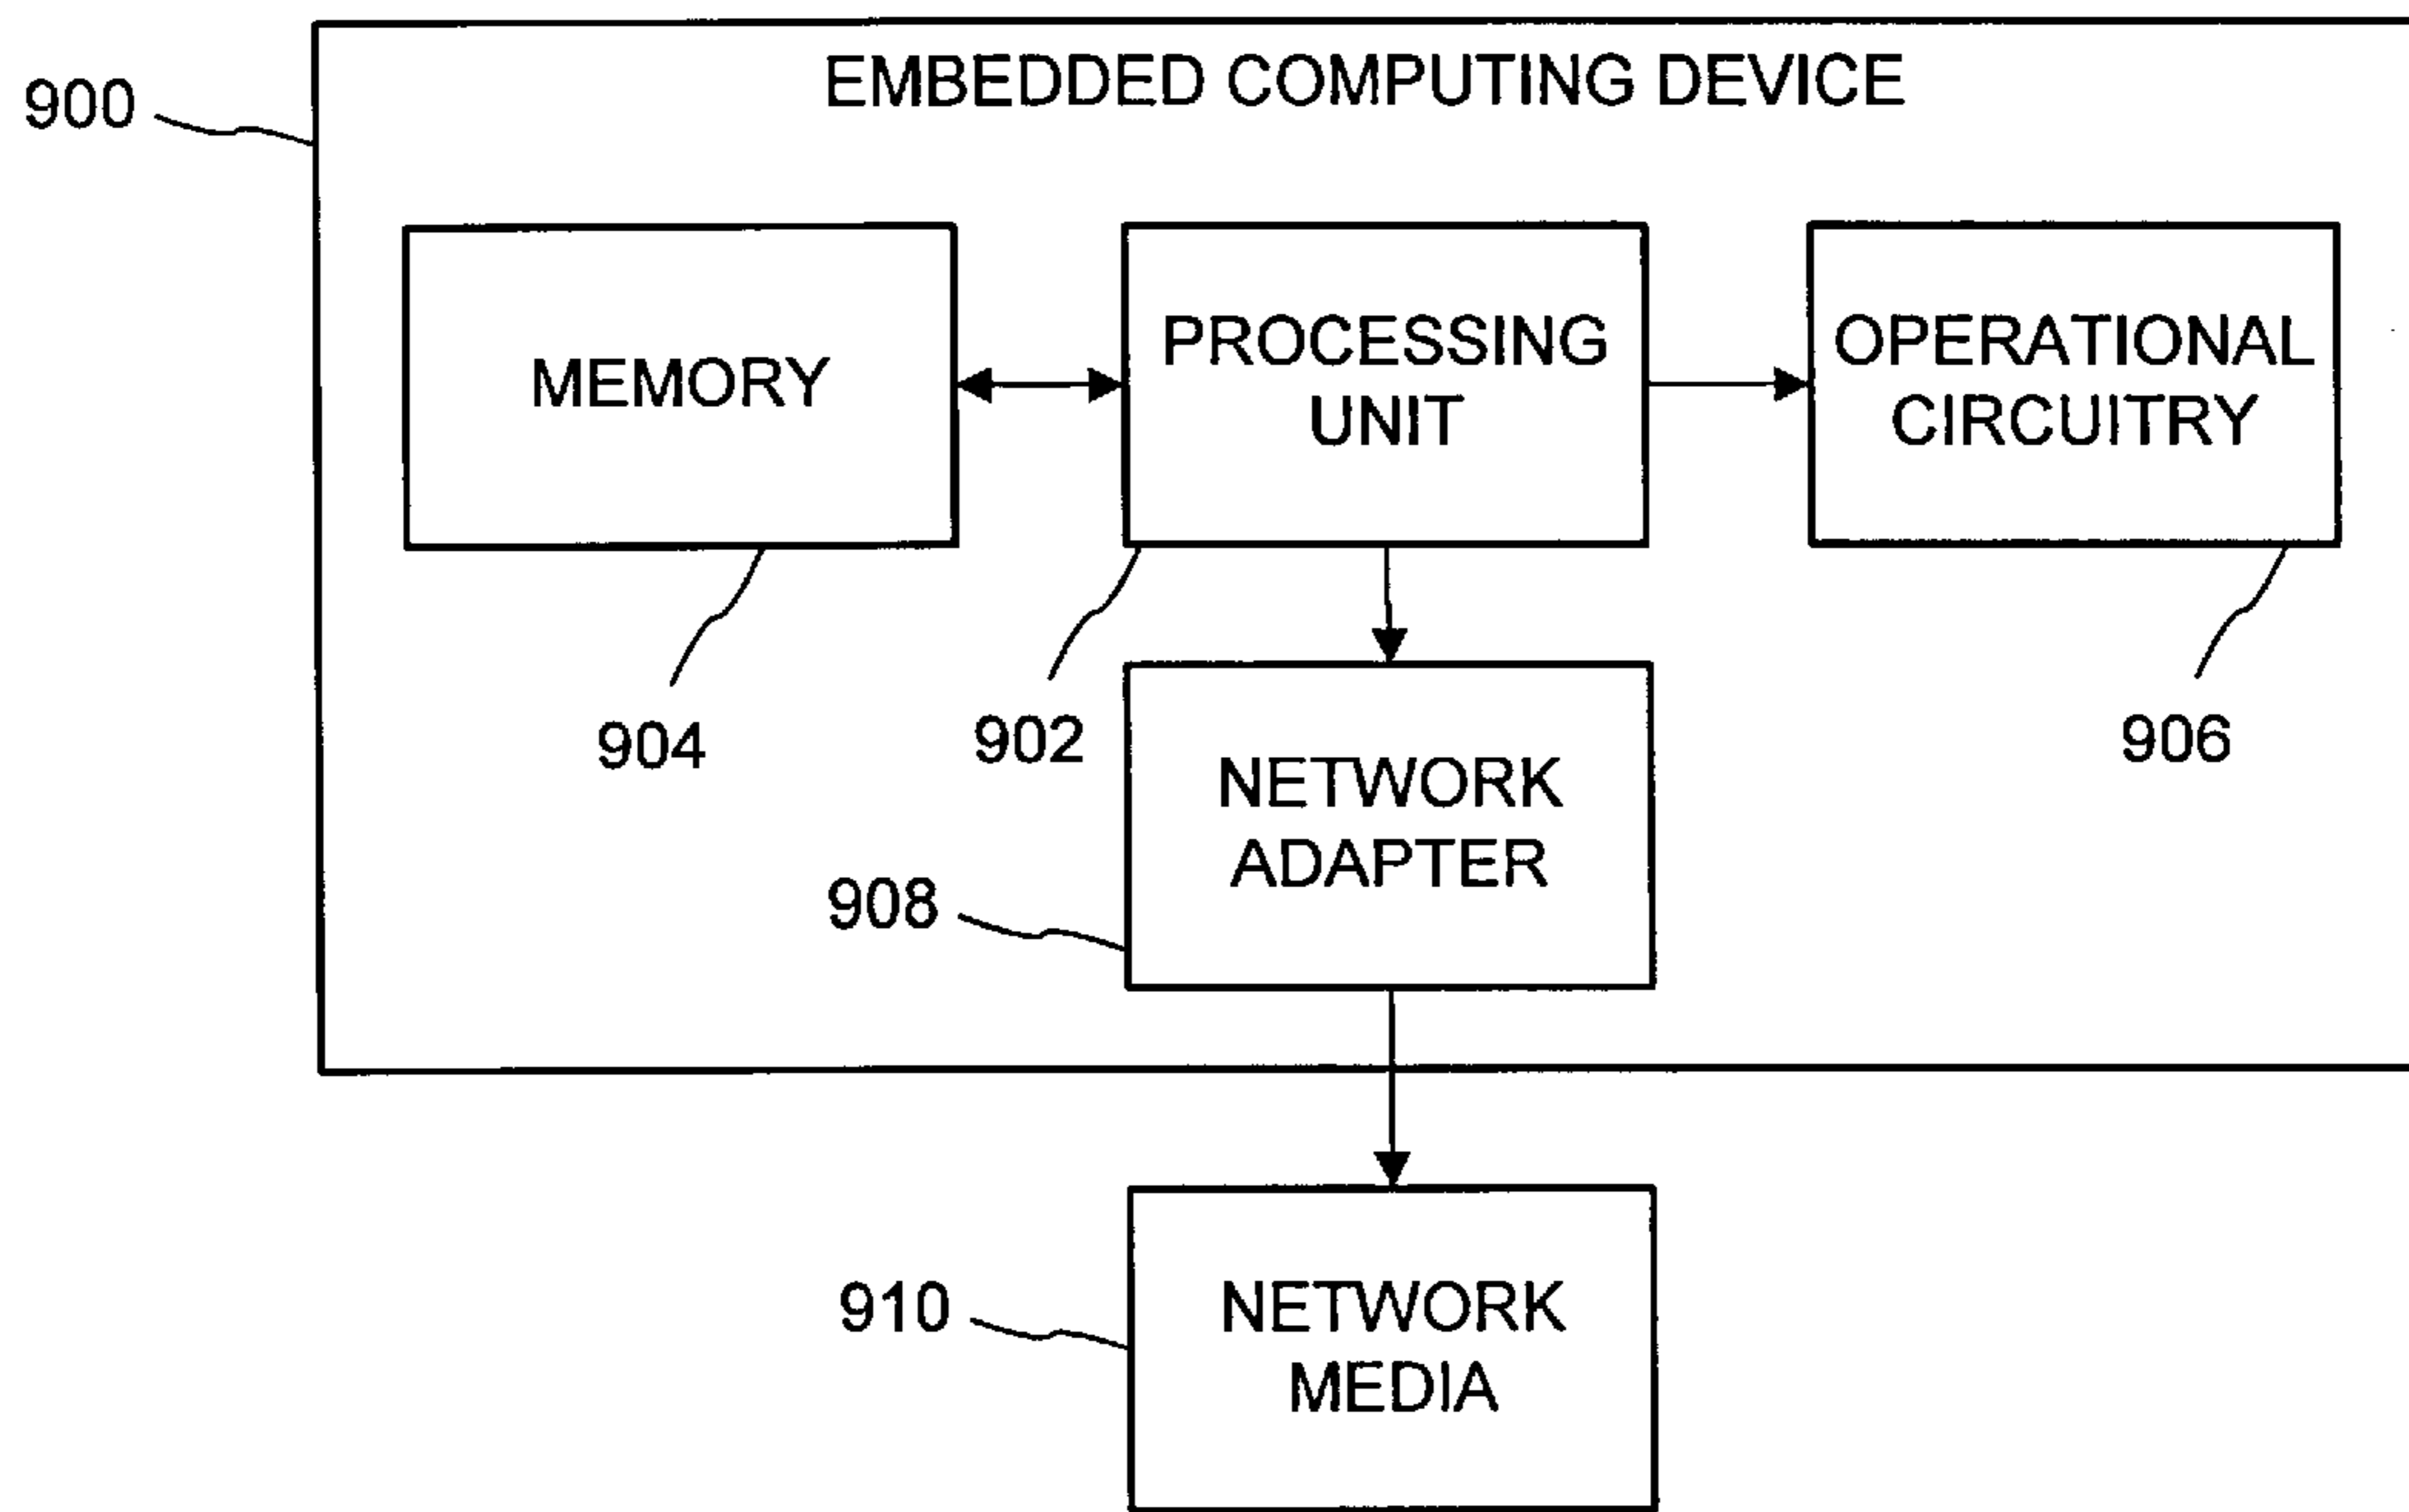 EMBEDDED COMPUTING DEVICE
900
MEMORY
PROCESSING
UNIT
OPERATIONAL
CIRCUITRY
904
902
906
NETWORK
ADAPTER
908
NETWORK
MEDIA
910